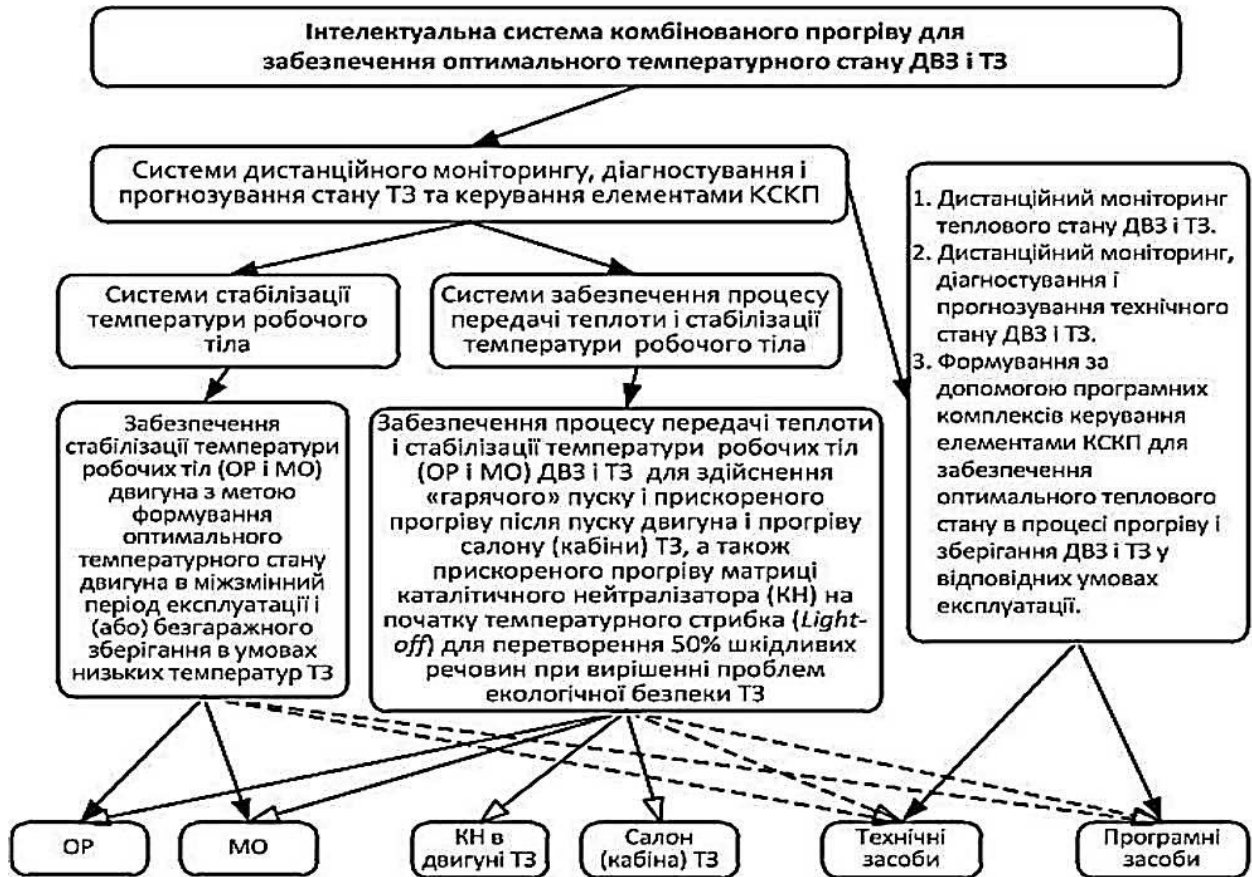 Інтелектуальна система комбінованого прогріву для
забезпечення оптимального температурного стану ДВЗ і ТЗ
Системи дистанційного моніторингу, діагностування і
прогнозування стану ТЗ та керування елементами КСКП
Системи стабілізації
температури робочого
тіла
Системи забезпечення процесу
передачі теплоти і стабілізації
температури робочого тіла
1. Дистанційний моніторинг
теплового стану ДВЗ і ТЗ.
2. Дистанційний моніторинг,
діагностування і
прогнозування технічного
стану ДВЗ і ТЗ.
3. Формування за
допомогою програмних
комплексів керування
елементами КСКП для
забезпечення
оптимального теплового
стану в процесі прогріву і
зберігання ДВЗ і ТЗ у
відповідних умовах
експлуатації.
Забезпечення
стабілізації температури
робочих тіл (ОР і МО)
двигуна з метою
формування
оптимального
температурного стану
двигуна в міжзмінний
період експлуатації і
(або) безгаражного
зберігання в умовах
низьких температур ТЗ
Забезпечення процесу передачі теплоти
і стабілізації температури робочих тіл
(ОР і МО) ДВЗ і ТЗ для здійснення
«гарячого» пуску і прискореного
прогріву після пуску двигуна і прогріву
салону (кабіни) ТЗ, а також
прискореного прогріву матриці
каталітичного нейтралізатора (КН) на
початку температурного стрибка (Light-
off) для перетворення 50% шкідливих
речовин при вирішенні проблем
екологічної безпеки ТЗ
ОР
МО
КН в
двигуні ТЗ
Салон
(кабіна) ТЗ
Технічні
засоби
Програмні
засоби